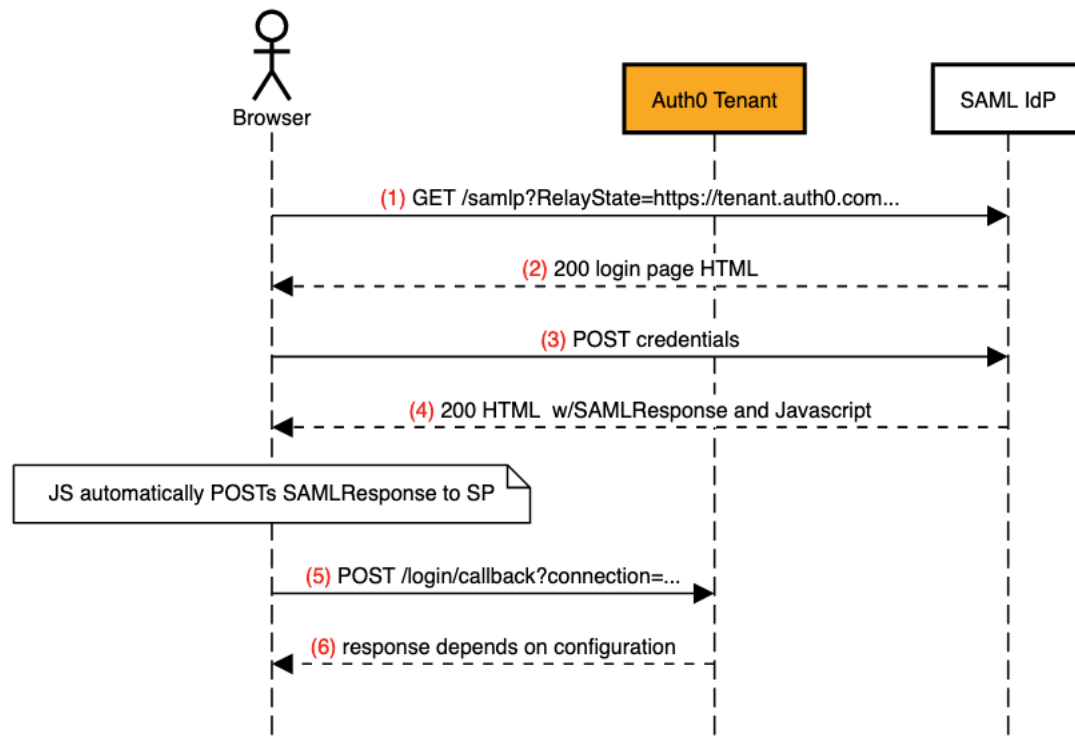 Browser
Auth0 Tenant
SAML IdP
(1) GET /samlp?RelayState=https://tenant.auth0.com...
(2) 200 login page HTML
(3) POST credentials
(4) 200 HTML  w/SAMLResponse and Javascript
JS automatically POSTs SAMLResponse to SP
(5) POST /login/callback?connection=...
(6) response depends on configuration